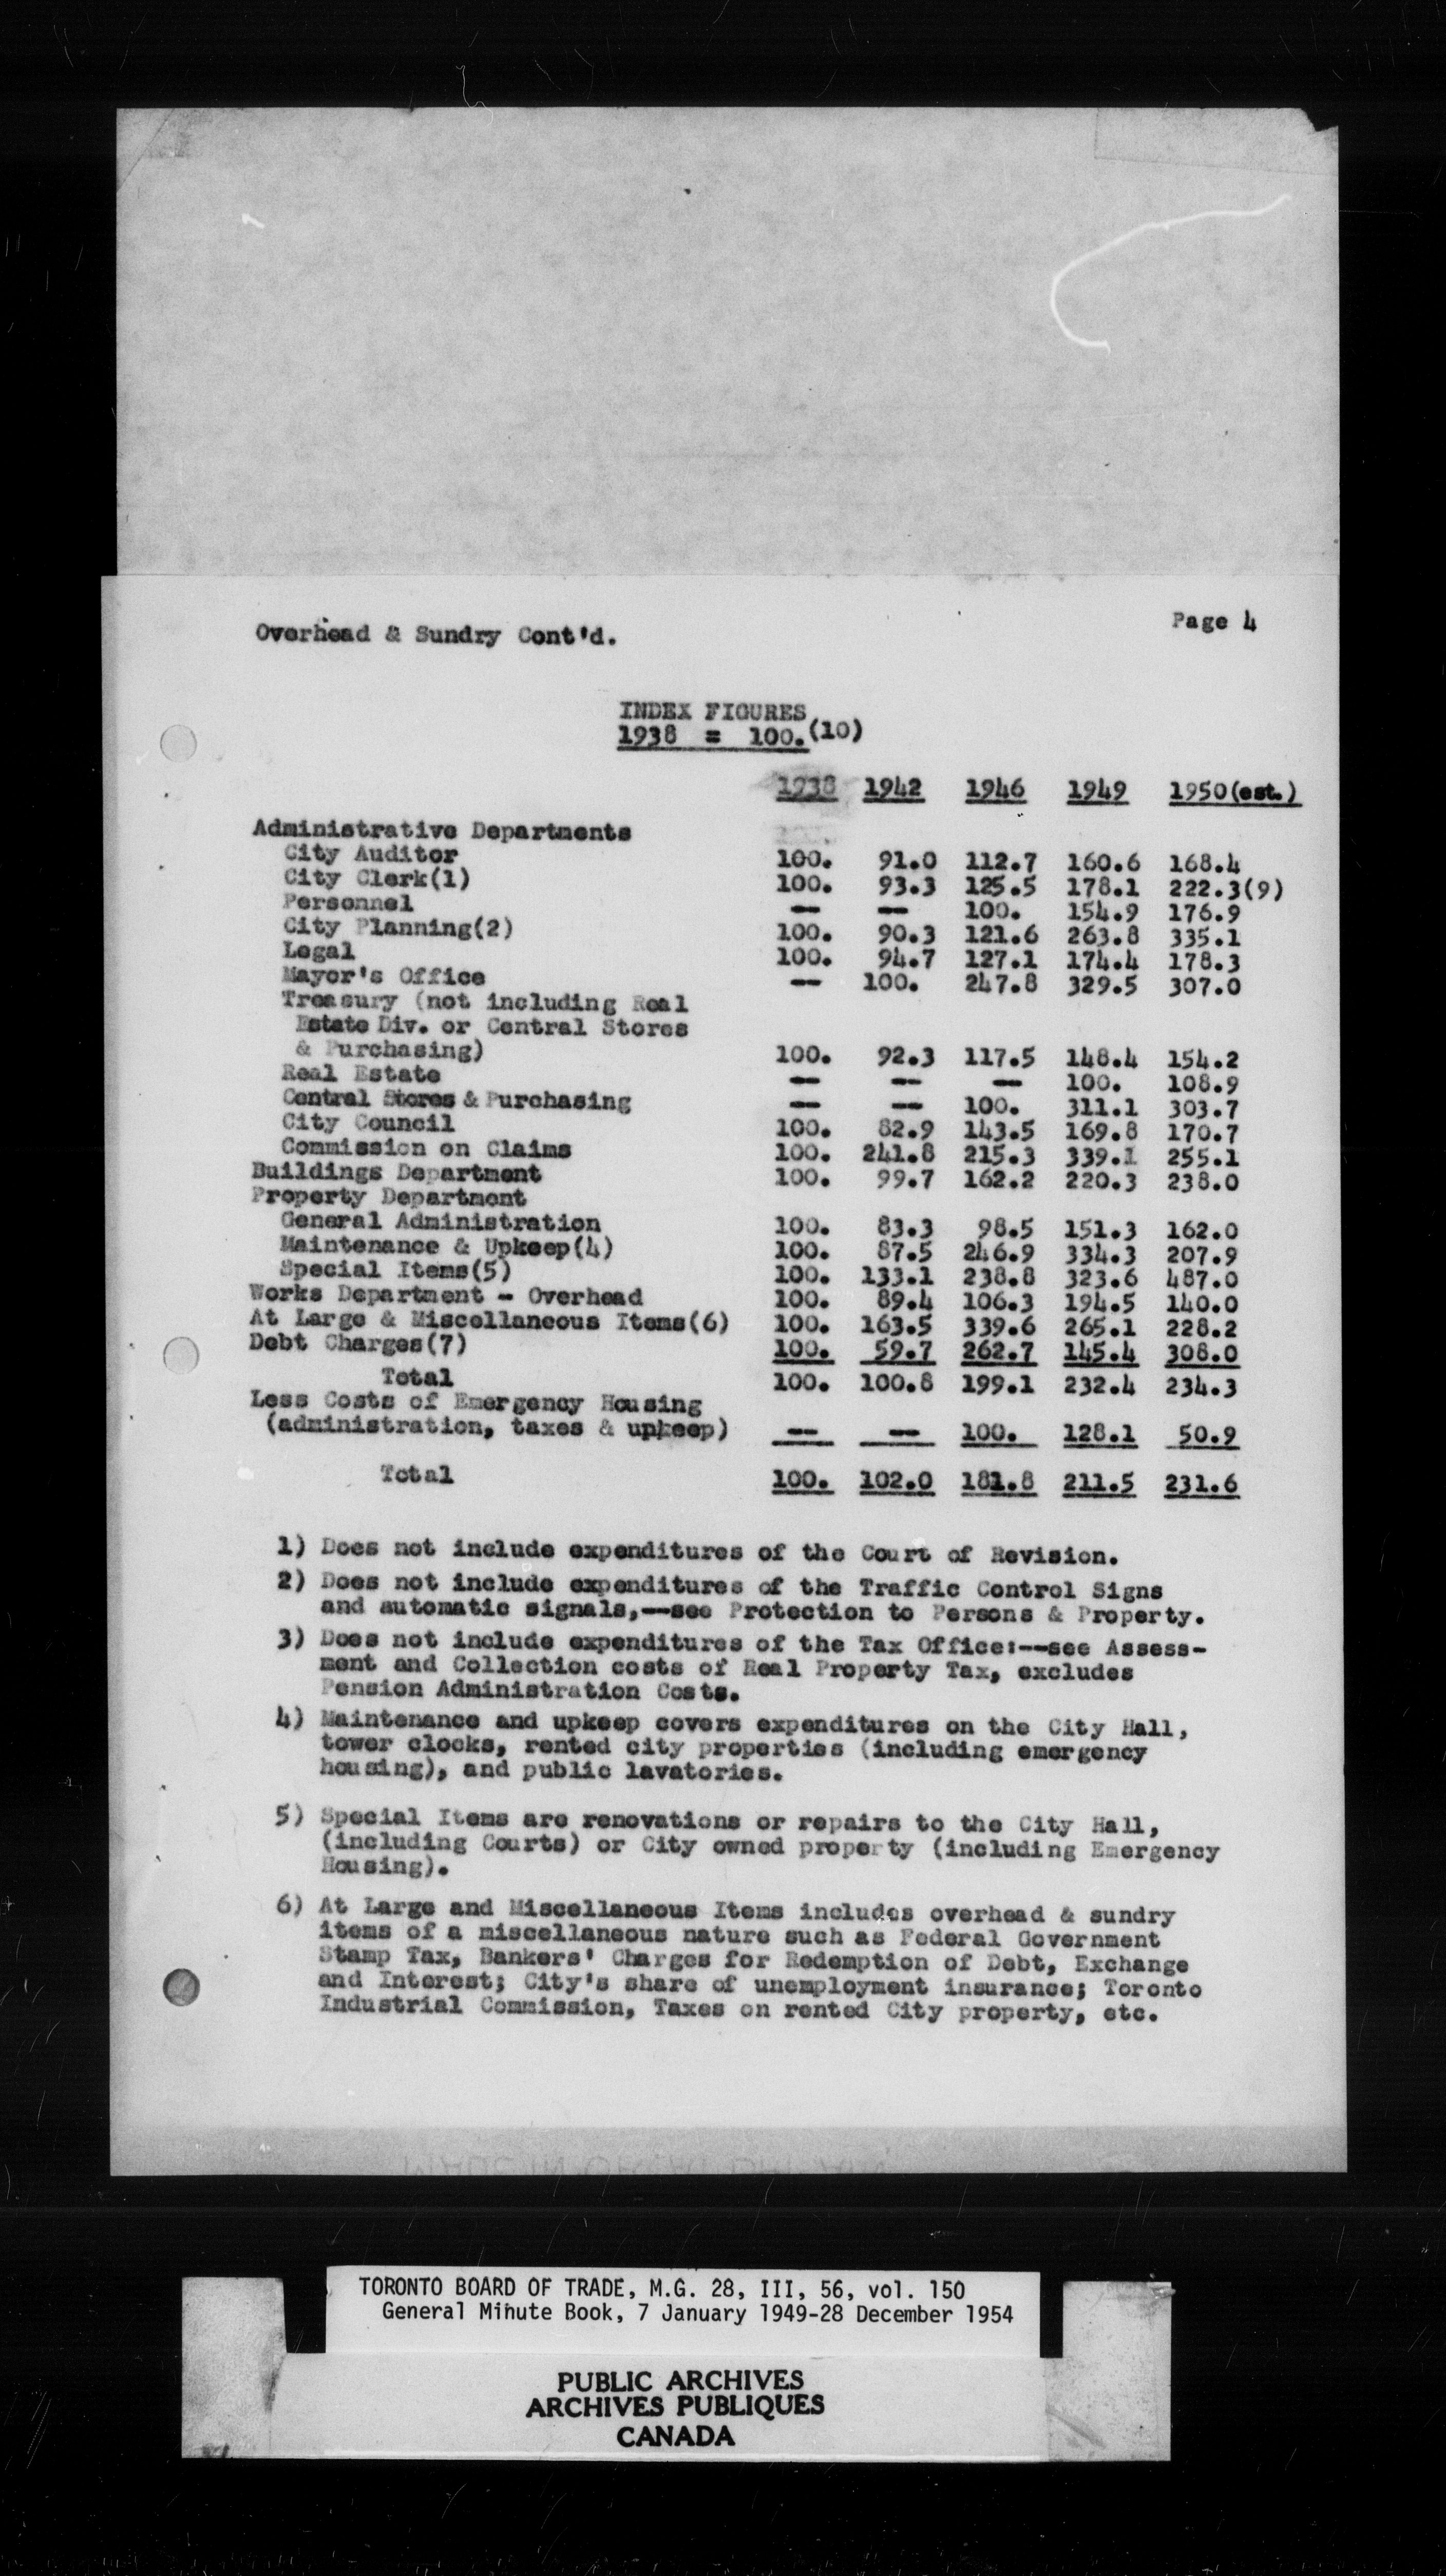 Overhead & Sundry Cont'd.
Page 4
INDEX FIGURES
1938 = 100.(10)
1938 1942 1946 1949 1950(est.)
Administrative Departments
City Auditor 100. 91.0 112.7 160.6 168.4
City Clerk(1) 100. 93.3 125.5 178.1 222.3(9)
Personnel -- -- 100. 154.9 176.9
City Planning(2) 100. 90.3 121.6 263.8 335.1
Legal 100. 94.7 127.1 174.4 178.3
Mayor's Office -- 100. 247.8 329.5 307.0
Treasury (not including Real
Estate Div. or Central Stores
& Purchasing) 100. 92.3 117.5 148.4 154.2
Real Estate -- -- -- 100. 108.9
Central Stores & Purchasing -- -- 100. 311.1 303.7
City Council 100. 82.9 143.5 169.8 170.7
Commission on Claims 100. 241.8 215.3 339.1 255.1
Buildings Department 100. 99.7 162.2 220.3 238.0
Property Department
General Administration 100. 83.3 98.5 151.3 162.0
Maintenance & Upkeep(4) 100. 87.5 246.9 334.3 207.9
Special Items(5) 100. 133.1 238.8 323.6 487.0
Works Department - Overhead 100. 89.4 106.3 194.5 140.0
At Large & Miscellaneous Items(6) 100. 163.5 339.6 265.1 228.2
Debt Charges(7) 100. 59.7 262.7 145.4 308.0
Total 100. 100.8 199.1 232.4 234.3
Less Costs of Emergency Housing
(administration, taxes & upkeep) -- -- 100. 128.1 50.9
Total 100. 102.0 181.8 211.5 231.6
1) Does not include expenditures of the Court of Revision.
2) Does not include expenditures of the Traffic Control Signs
and automatic signals,--see Protection to Persons & Property.
3) Does not include expenditures of the Tax Office:--see Assess-
ment and Collection costs of Real Property Tax, excludes
Pension Administration Costs.
4) Maintenance and upkeep covers expenditures on the City Hall,
tower clocks, rented city properties (including emergency
housing), and public lavatories.
5) Special Items are renovations or repairs to the City Hall,
(including Courts) or City owned property (including Emergency
Housing).
6) At Large and Miscellaneous Items includes overhead & sundry
items of a miscellaneous nature such as Federal Government
Stamp Tax, Bankers' Charges for Redemption of Debt, Exchange
and Interest; City's share of unemployment insurance; Toronto
Industrial Commission, Taxes on rented City property, etc.
TORONTO BOARD OF TRADE, M.G. 28, III, 56, vol. 150
General Minute Book, 7 January 1949-28 December 1954
PUBLIC ARCHIVES
ARCHIVES PUBLIQUES
CANADA